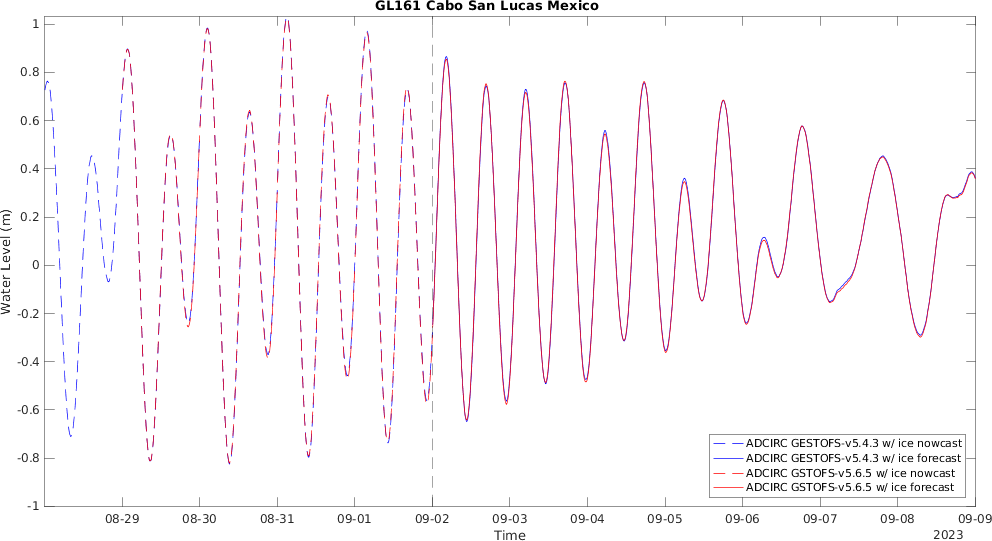 GL161 Cabo San Lucas Mexico
Water Level (m)
1
0.8
0.6
0.4
0.2
0
-0.2
-0.4
-0.6
-0.8
-1
08-29 08-30 08-31 09-01 09-02 09-03 09-04 09-05 09-06 09-07 09-08 09-09
Time
2023
ADCIRC GESTOFS-v5.4.3 w/ ice nowcast
ADCIRC GESTOFS-v5.4.3 w/ ice forecast
ADCIRC GSTOFS-v5.6.5 w/ ice nowcast
ADCIRC GSTOFS-v5.6.5 w/ ice forecast